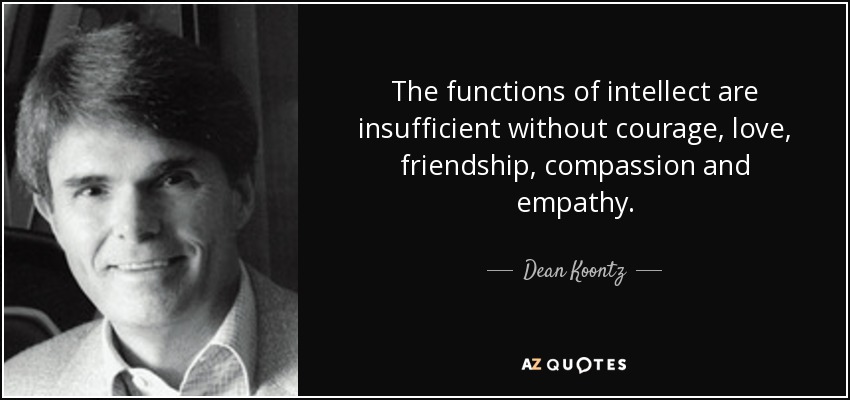 The functions of intellect are
insufficient without courage, love,
friendship, compassion and
empathy.
Dean Koontz
AZ QUOTES